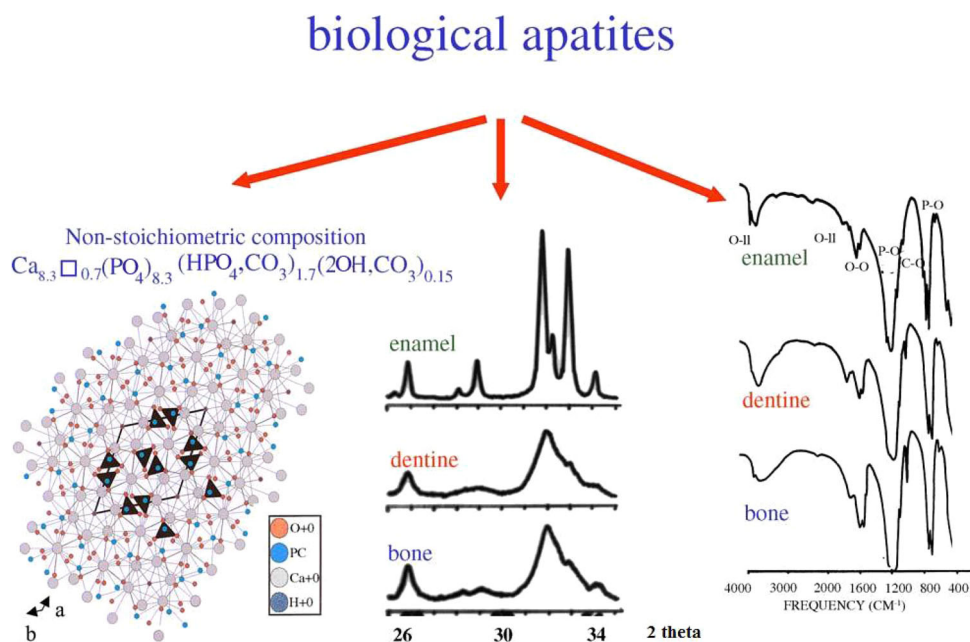 biological apatites
Non-stoichiometric composition
Ca8.3□0.7(PO4)8.3(HPO4,CO3)1.7(2OH,CO3)0.15
O+0
PC
Ca+0
H+0
a
b
enamel
dentine
bone
26 30 34 2 theta
P-O
O-II O-II
enamel
P-O
O-O C-O
dentine
bone
4000 3000 2000 1600 1200 800 400
FREQUENCY (CM-1)